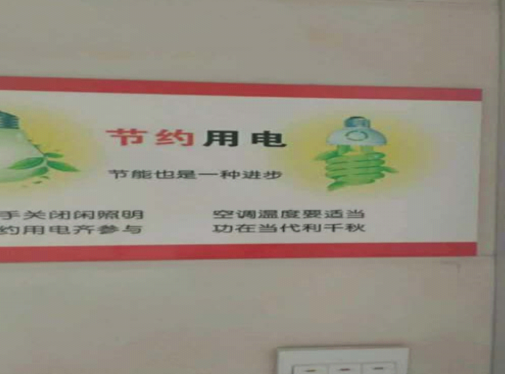 节约用电
节能也是一种进步
手关闭闲照明 空调温度要适当
约用电齐参与 功在当代利千秋